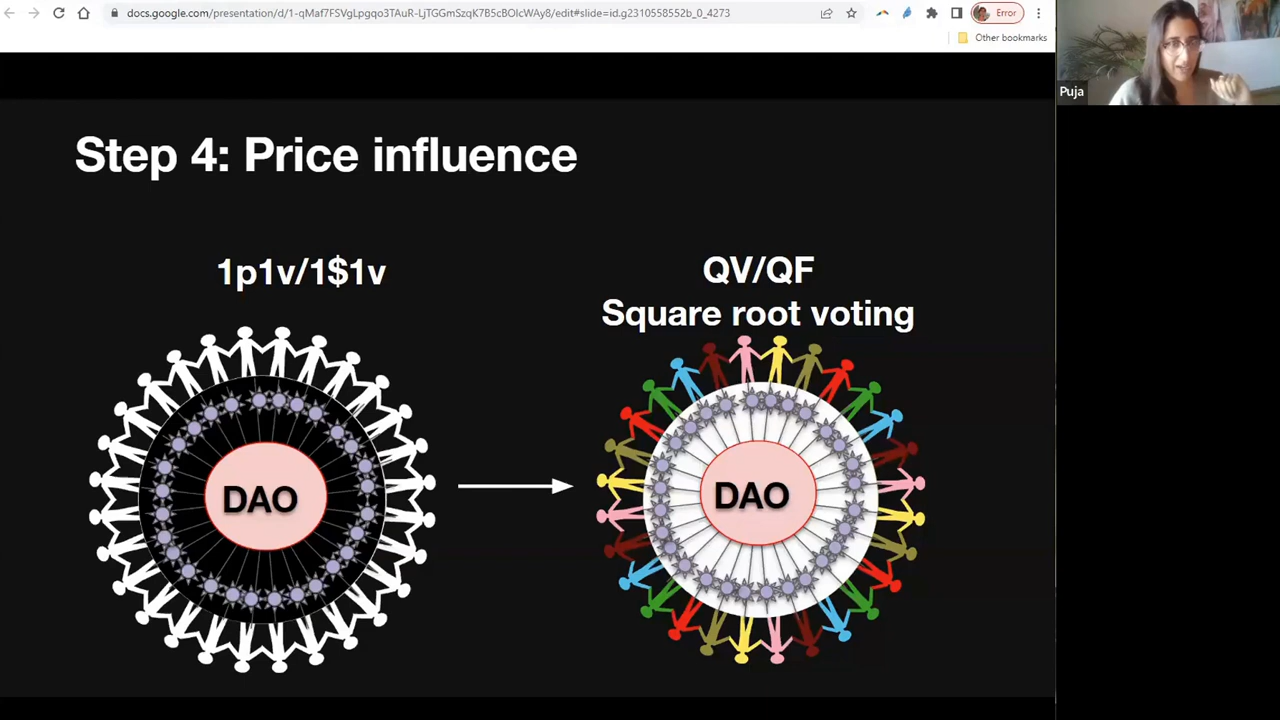 docs.google.com/presentation/d/1-qMaf7FSVgLpgqo3TAuR-LjTGGmSzqK7B5cBOIcWAy8/edit#slide=id.g2310558552b_0_4273
Error
Other bookmarks
Puja
Step 4: Price influence
1p1v/1$1v
QV/QF
Square root voting
DAO
DAO